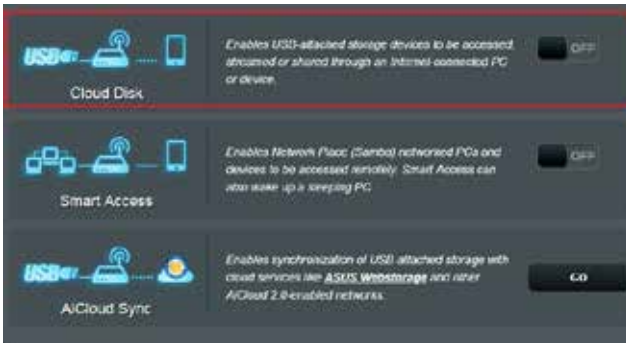 USB
Cloud Disk
Enables USB-attached storage devices to be accessed,
streamed or shared through an Internet-connected PC
or device.
OFF
Smart Access
Enables Network Place (Samba) networked PCs and
devices to be accessed remotely. Smart Access can
also wake up a sleeping PC.
OFF
USB
AiCloud Sync
Enables synchronization of USB attached storage with
cloud services like ASUS Webstorage and other
AiCloud 2.0-enabled networks.
GO